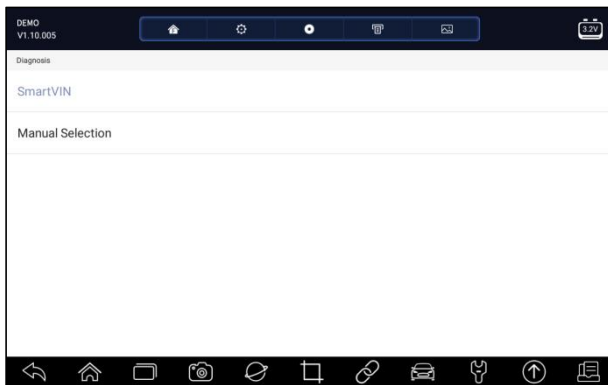 DEMO
V1.10.005
3.2V
Diagnosis
SmartVIN
Manual Selection